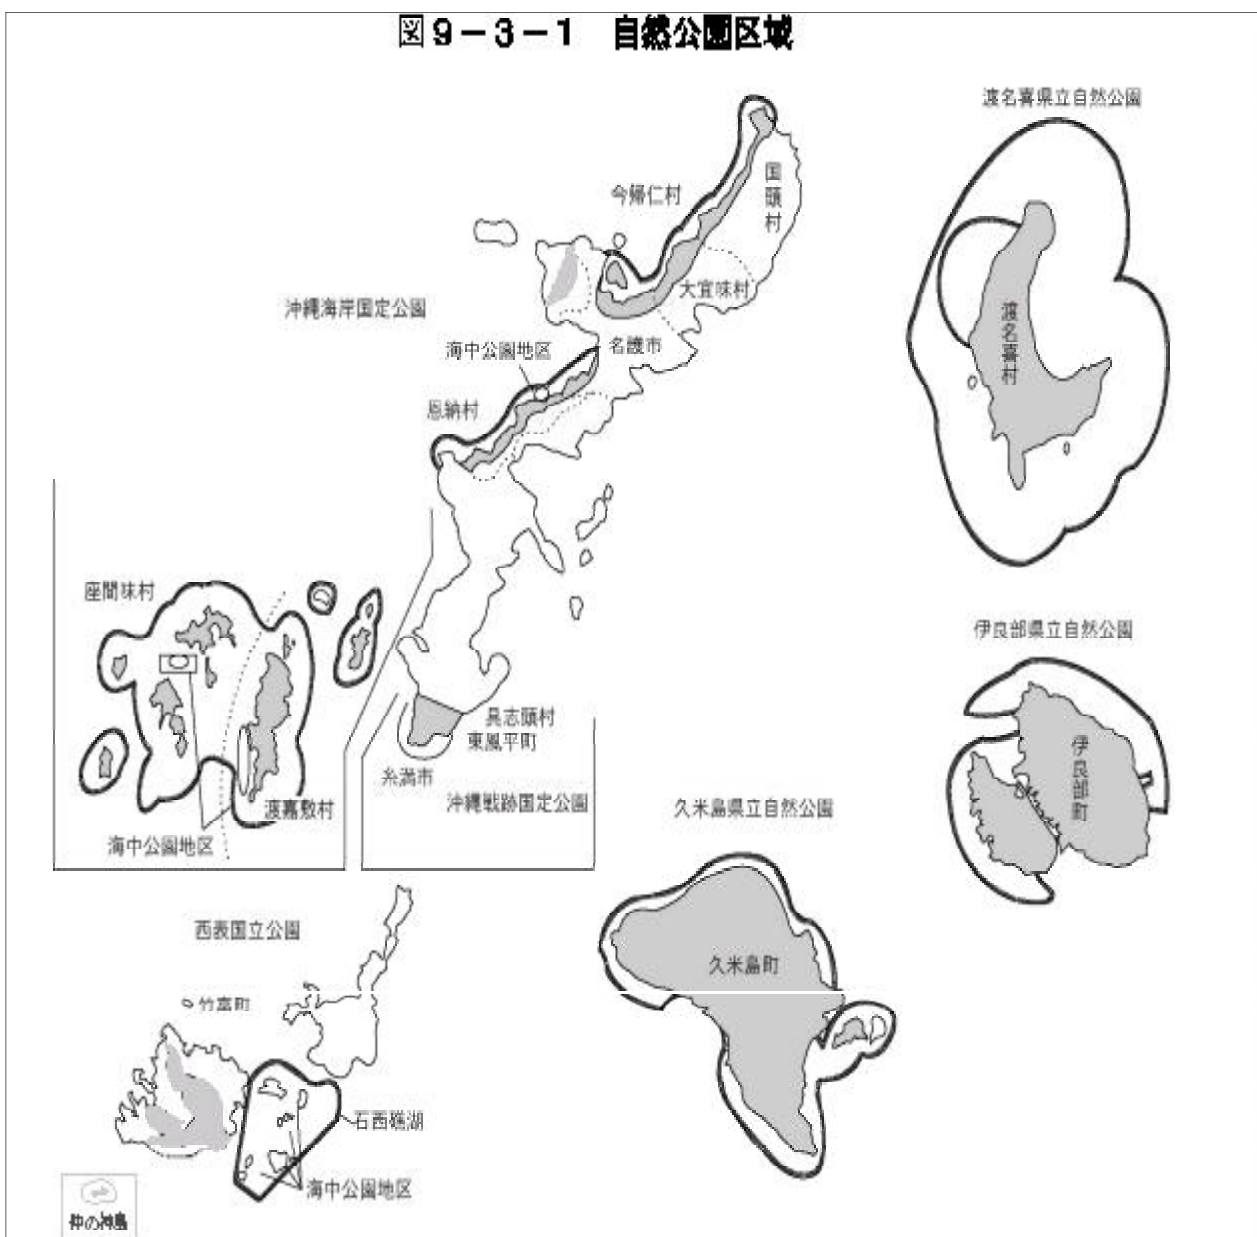 図9－3－1　自然公園区域
渡名喜県立自然公園
国頭村
今帰仁村
大宜味村
沖縄海岸国定公園
名護市
海中公園地区
恩納村
渡名喜村
座間味村
伊良部県立自然公園
具志頭村
東風平町
糸満市
沖縄戦跡国定公園
渡嘉敷村
海中公園地区
伊良部町
久米島県立自然公園
西表国立公園
久米島町
竹富町
石西礁湖
海中公園地区
仲の神島